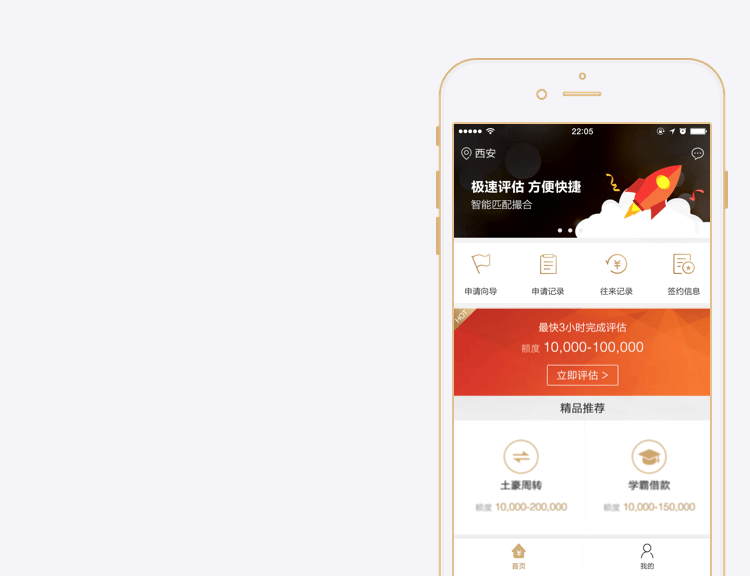 22:05
西安
极速评估 方便快捷
智能匹配撮合
申请向导 申请记录 往来记录 签约信息
HOT
最快3小时完成评估
额度 10,000-100,000
立即评估 >
精品推荐
土豪周转 学霸借款
额度 10,000-200,000 额度 10,000-150,000
首页 我的